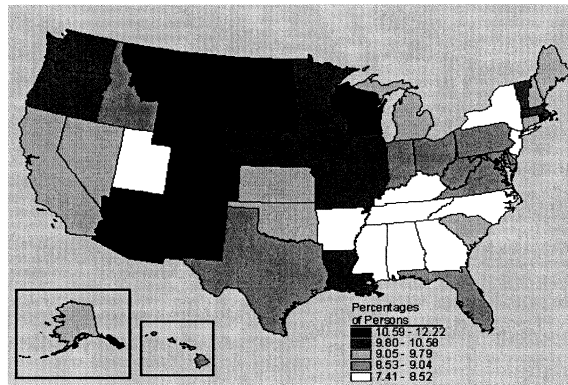 Percentages
of Persons
10.59 - 12.22
9.80 - 10.58
9.05 - 9.79
8.53 - 9.04
7.41 - 8.52